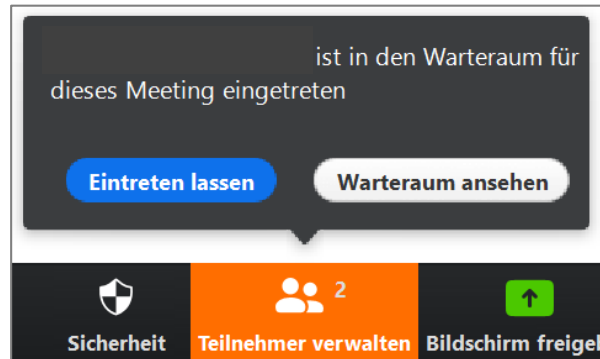 ist in den Warteraum für
dieses Meeting eingetreten
Eintreten lassen Warteraum ansehen
2
Sicherheit Teilnehmer verwalten Bildschirm freigel